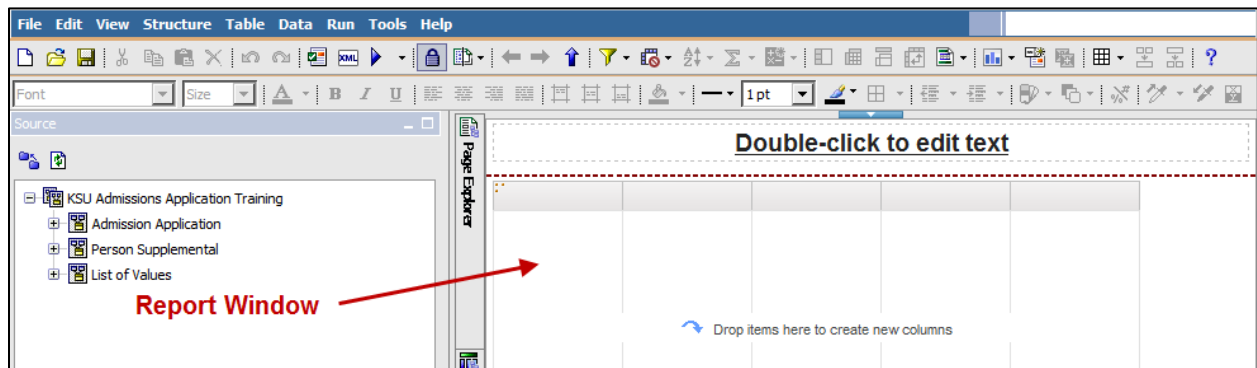 File Edit View Structure Table Data Run Tools Help
XML
Font Size A B I U 1 pt
Source
Page Explorer
Double-click to edit text
KSU Admissions Application Training
Admission Application
Person Supplemental
List of Values
Report Window
Drop items here to create new columns